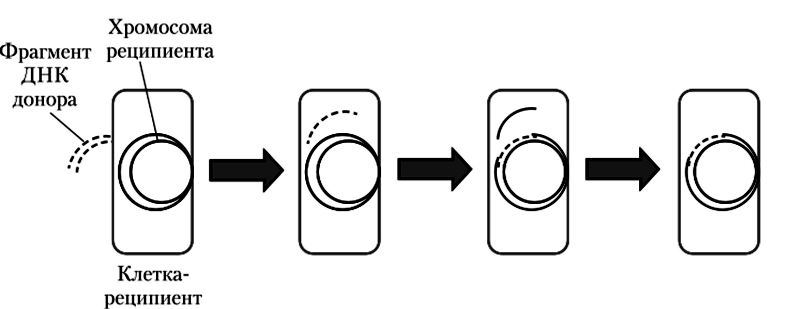 Хромосома
реципиента
Фрагмент
ДНК
донора
Клетка-
реципиент